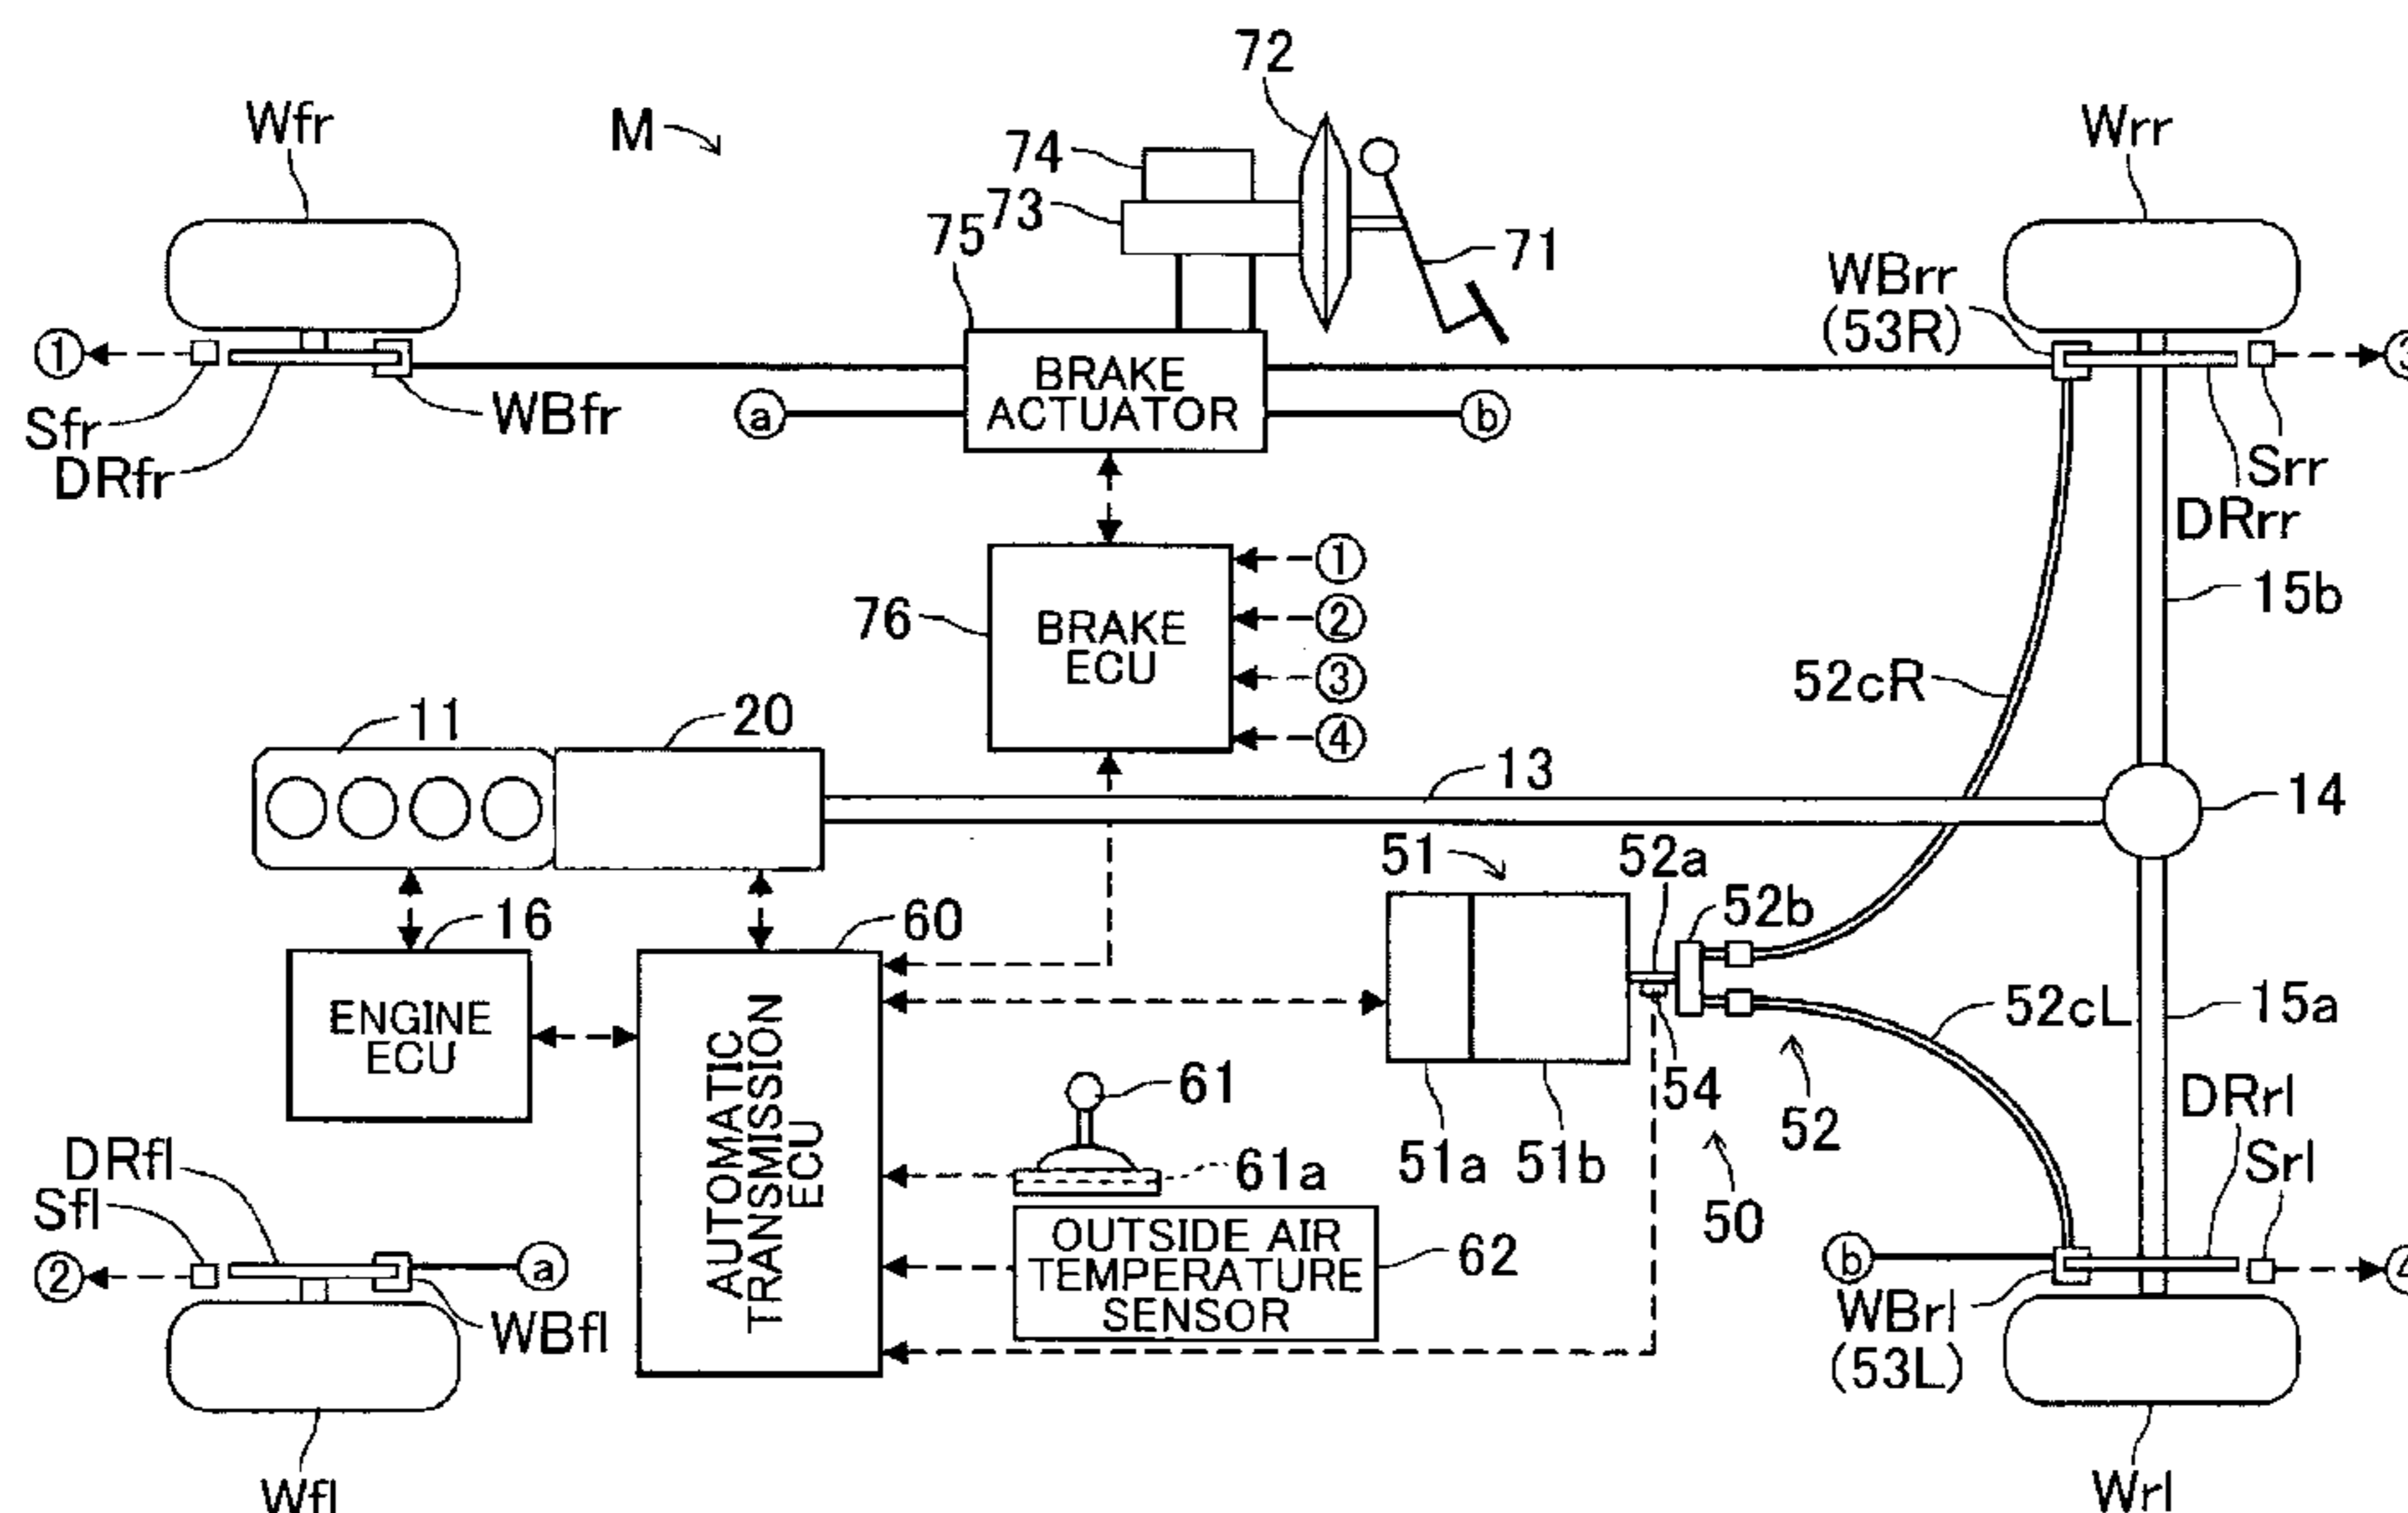 72
Wfr
M
74
Wrr
75
73
71
WBrr
(53R)
①
③
BRAKE
ACTUATOR
ⓐ
ⓑ
WBfr
Sfr
DRfr
Srr
DRrr
①
②
③
④
76
BRAKE
ECU
15b
52cR
11
20
13
14
51
52a
16
60
52b
ENGINE
ECU
AUTOMATIC
TRANSMISSION
ECU
52cL
15a
61
54
DRrl
52
51a
51b
61a
DRfl
Sfl
Srl
50
OUTSIDE AIR
TEMPERATURE
SENSOR
62
②
ⓐ
ⓑ
④
WBfl
WBrl
(53L)
Wfl
Wrl